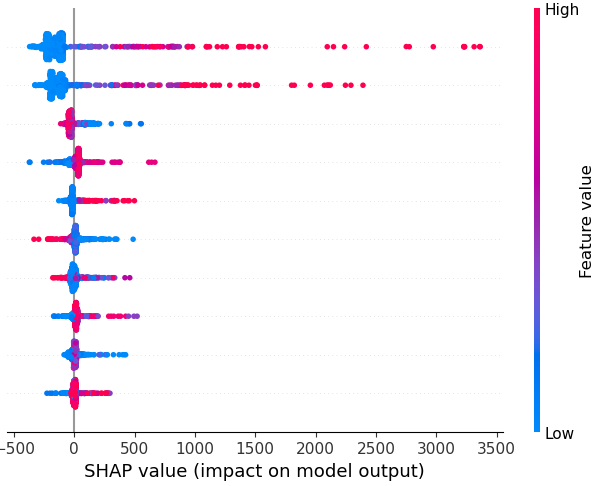 High
Feature value
Low
−500 0 500 1000 1500 2000 2500 3000 3500
SHAP value (impact on model output)